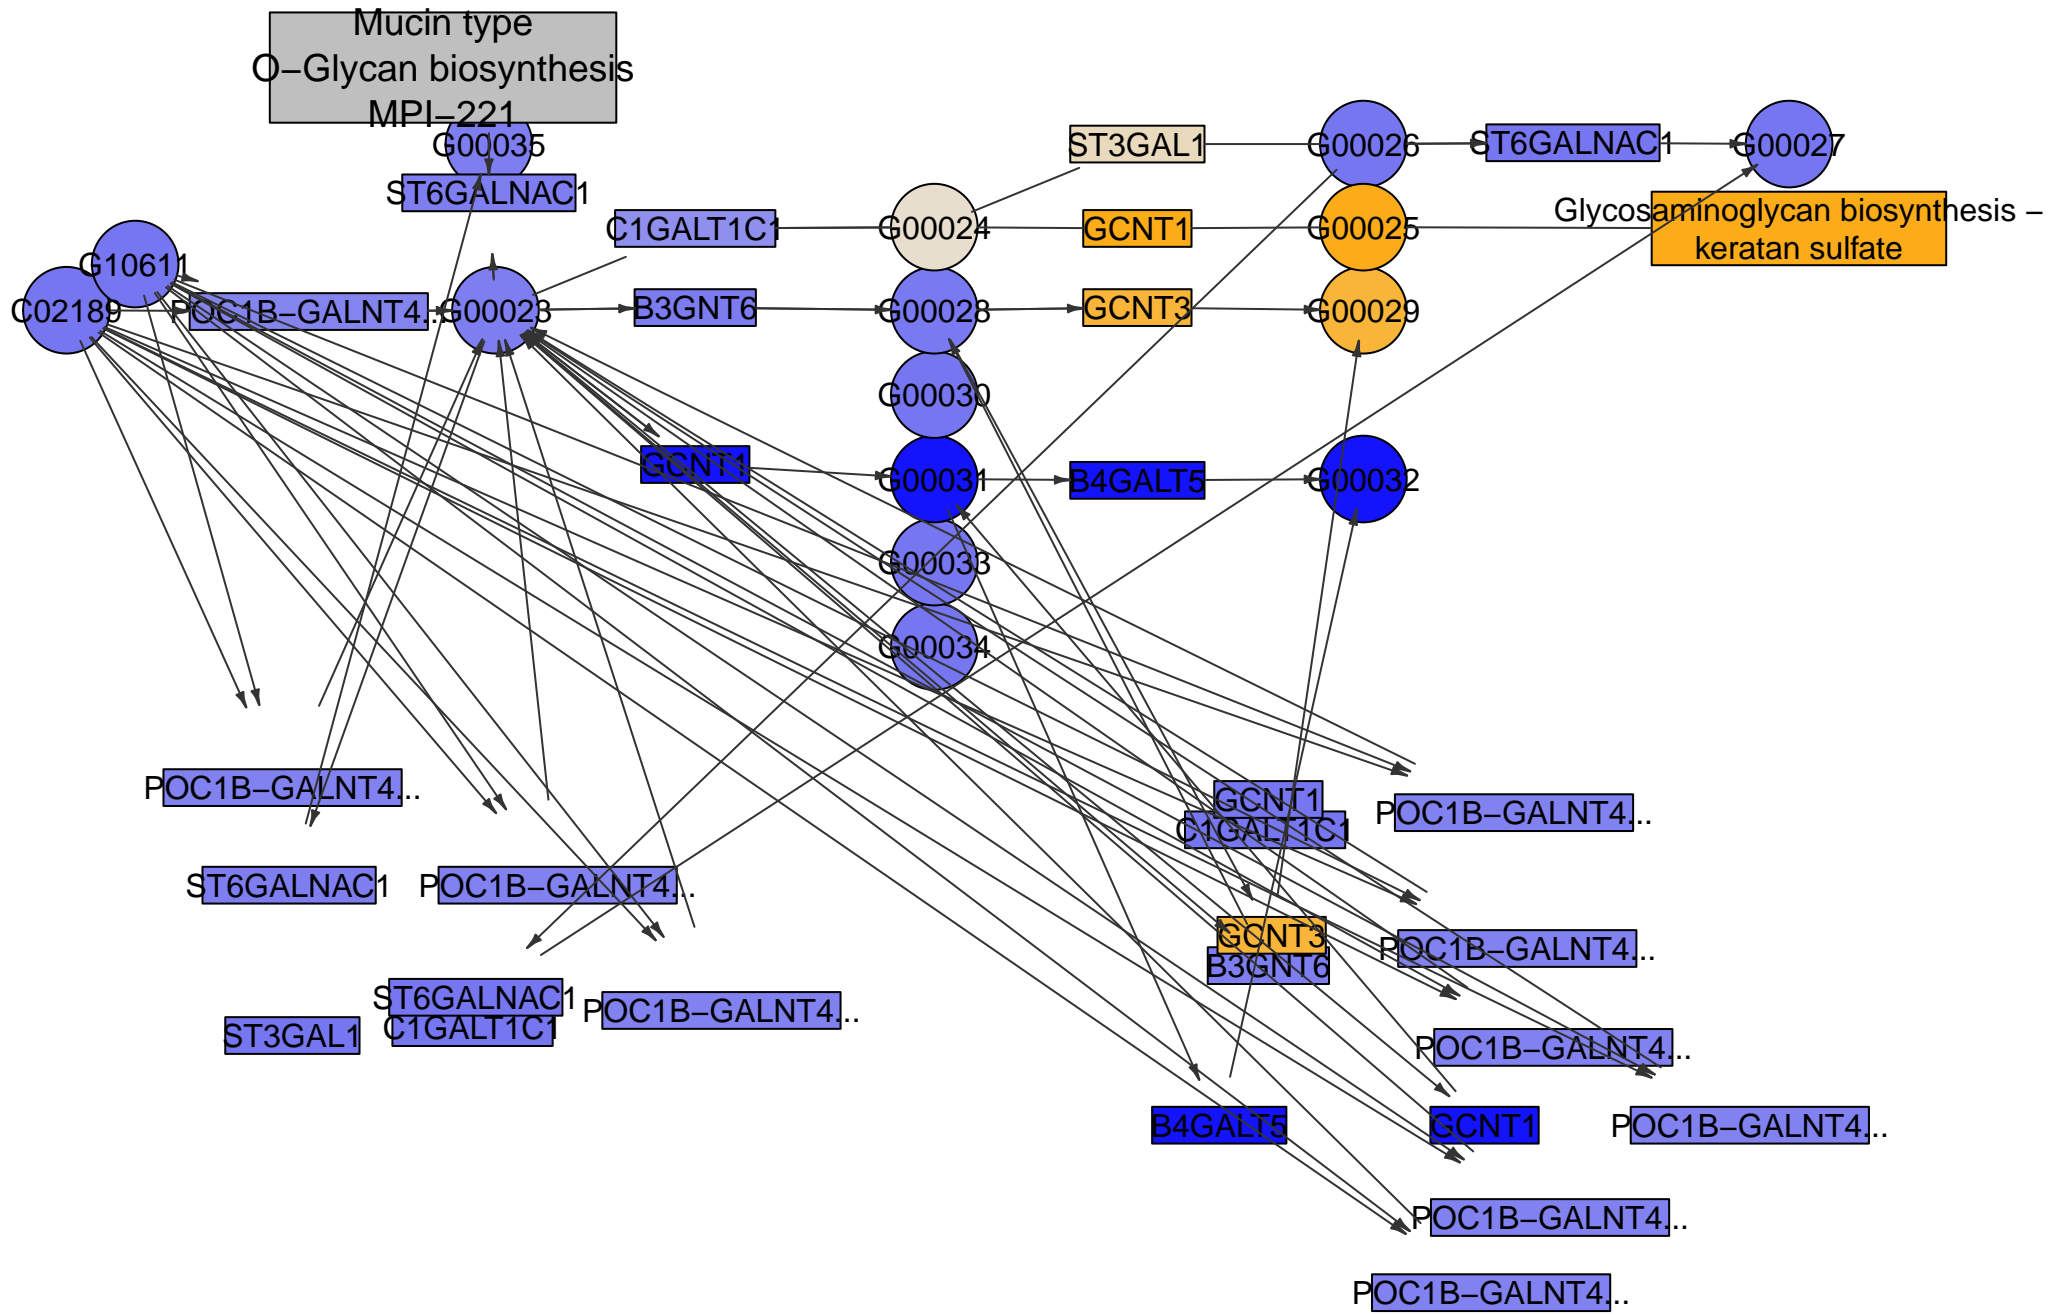 Mucin type
O−Glycan biosynthesis
MPI−221
G00035
ST3GAL1
G00026
ST6GALNAC1
G00027
ST6GALNAC1
Glycosaminoglycan biosynthesis −
keratan sulfate
C1GALT1C1
G00024
GCNT1
G00025
G10611
C02189
POC1B−GALNT4...
G00023
B3GNT6
G00028
GCNT3
G00029
G00030
GCNT1
G00031
B4GALT5
G00032
G00033
G00034
POC1B−GALNT4...
GCNT1
POC1B−GALNT4...
C1GALT1C1
ST6GALNAC1
POC1B−GALNT4...
GCNT3
POC1B−GALNT4...
B3GNT6
ST6GALNAC1
POC1B−GALNT4...
C1GALT1C1
ST3GAL1
POC1B−GALNT4...
B4GALT5
GCNT1
POC1B−GALNT4...
POC1B−GALNT4...
POC1B−GALNT4...